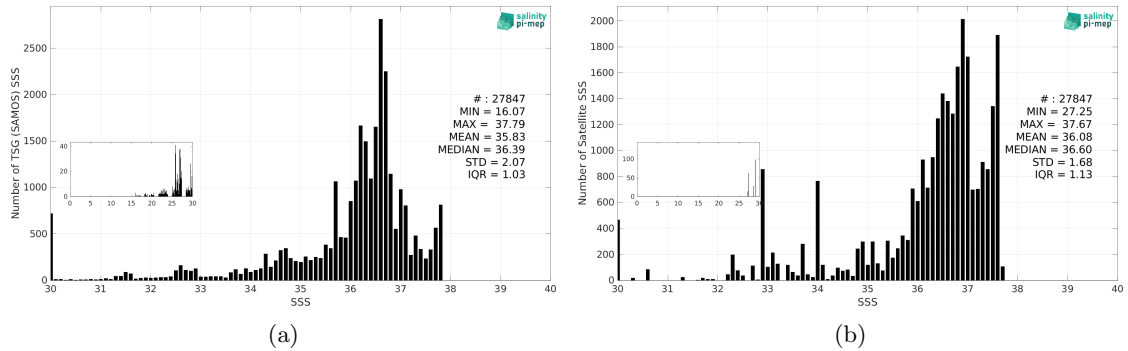 salinity
pi-mep
Number of TSG (SAMOS) SSS
2500
2000
1500
1000
500
0
# : 27847
MIN = 16.07
MAX = 37.79
MEAN = 35.83
MEDIAN = 36.39
STD = 2.07
IQR = 1.03
40
20
0
0 5 10 15 20 25 30
30 31 32 33 34 35 36 37 38 39 40
SSS
(a)
salinity
pi-mep
Number of Satellite SSS
2000
1800
1600
1400
1200
1000
800
600
400
200
0
# : 27847
MIN = 27.25
MAX = 37.67
MEAN = 36.08
MEDIAN = 36.60
STD = 1.68
IQR = 1.13
100
50
0
0 5 10 15 20 25 30
30 31 32 33 34 35 36 37 38 39 40
SSS
(b)